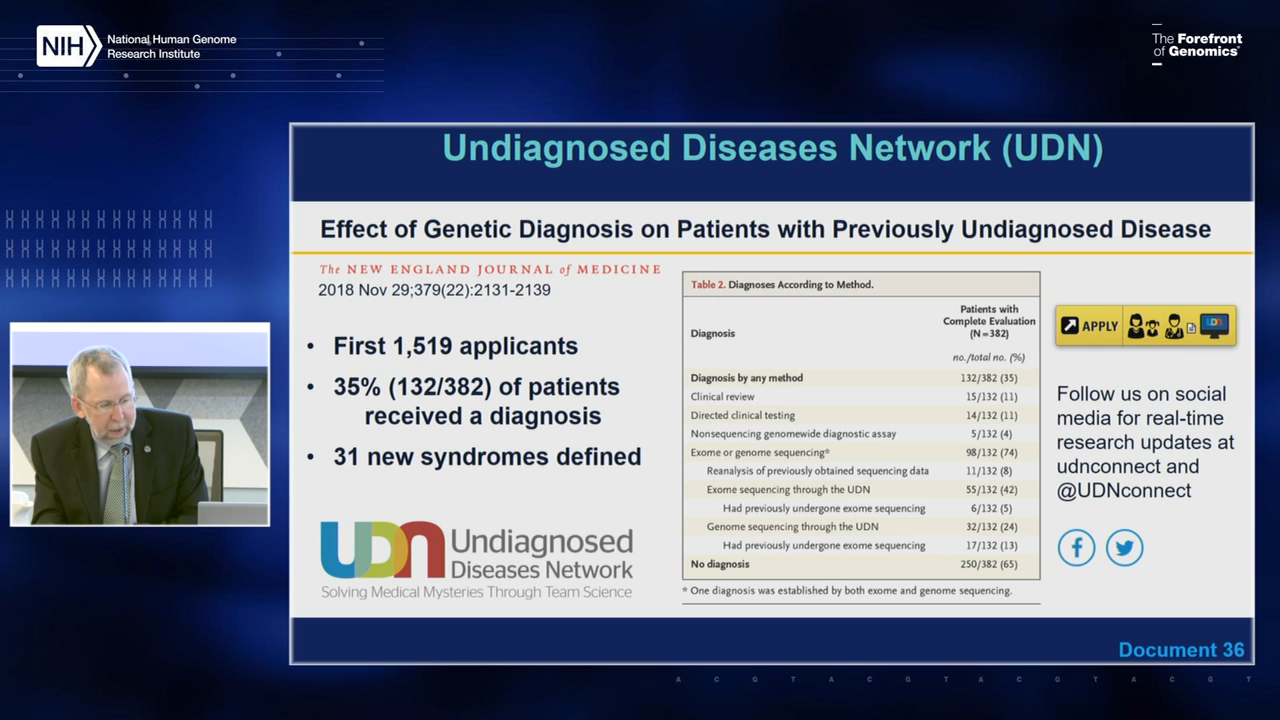 NIH
National Human Genome
Research Institute
The Forefront
of Genomics®
Undiagnosed Diseases Network (UDN)
Effect of Genetic Diagnosis on Patients with Previously Undiagnosed Disease
The NEW ENGLAND JOURNAL of MEDICINE
2018 Nov 29;379(22):2131-2139
• First 1,519 applicants
• 35% (132/382) of patients
received a diagnosis
• 31 new syndromes defined
UDN Undiagnosed
Diseases Network
Solving Medical Mysteries Through Team Science
Table 2. Diagnoses According to Method.
Diagnosis
Patients with
Complete Evaluation
(N=382)
no./total no. (%)
Diagnosis by any method 132/382 (35)
Clinical review 15/132 (11)
Directed clinical testing 14/132 (11)
Nonsequencing genomewide diagnostic assay 5/132 (4)
Exome or genome sequencing* 98/132 (74)
Reanalysis of previously obtained sequencing data 11/132 (8)
Exome sequencing through the UDN 55/132 (42)
Had previously undergone exome sequencing 6/132 (5)
Genome sequencing through the UDN 32/132 (24)
Had previously undergone exome sequencing 17/132 (13)
No diagnosis 250/382 (65)
* One diagnosis was established by both exome and genome sequencing.
APPLY
UDN
Follow us on social
media for real-time
research updates at
udnconnect and
@UDNconnect
Document 36
A C G T A C G T A C G T A C G T